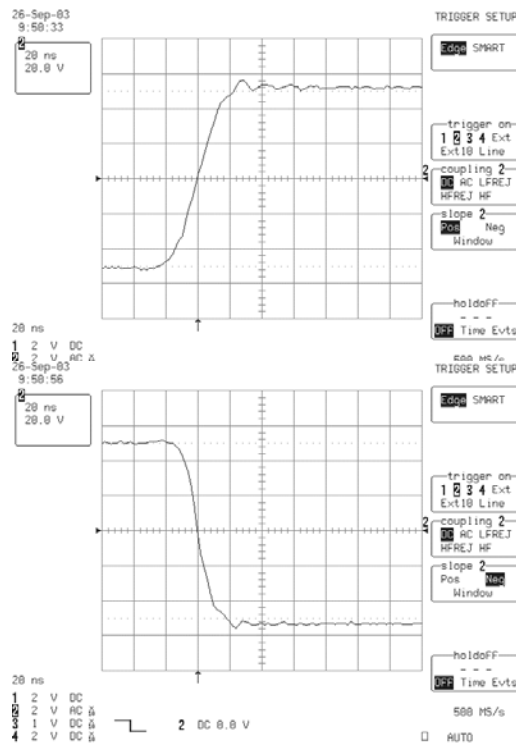 26-Sep-03
9:50:33
2
20 ns
20.0 V
TRIGGER SETUP
Edge SMART
trigger on
1 2 3 4 Ext
Ext10 Line
coupling 2
DC AC LFREJ
HFREJ HF
slope 2
Pos Neg
Window
holdoff
- - -
OFF Time Evts
2
20 ns
1 2 V DC
2 2 V AC
500 MS/s
26-Sep-03
9:50:56
2
20 ns
20.0 V
TRIGGER SETUP
Edge SMART
trigger on
1 2 3 4 Ext
Ext10 Line
coupling 2
DC AC LFREJ
HFREJ HF
slope 2
Pos Neg
Window
holdoff
- - -
OFF Time Evts
2
20 ns
1 2 V DC
2 2 V AC
3 1 V DC
4 2 V DC
2 DC 0.0 V
500 MS/s
AUTO